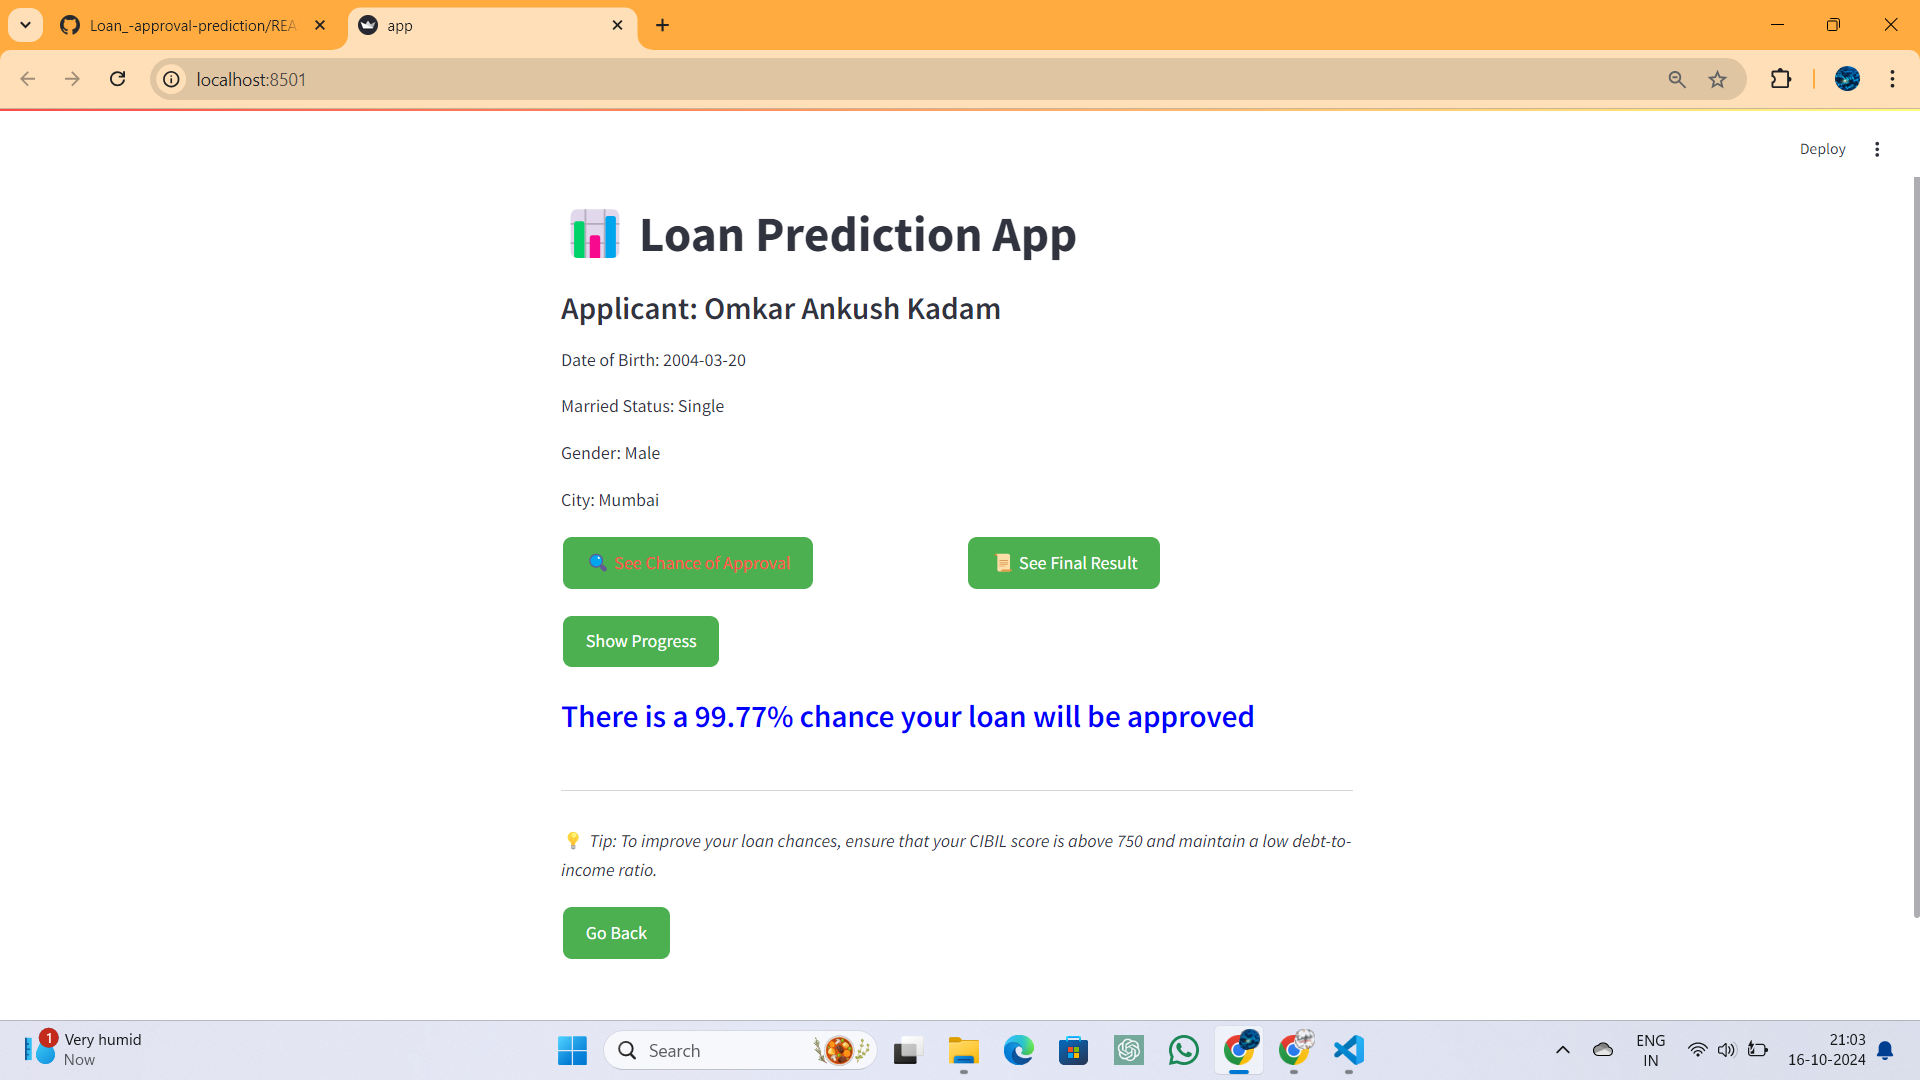 Loan_-approval-prediction/REA
app
localhost:8501
Deploy
Loan Prediction App
Applicant: Omkar Ankush Kadam
Date of Birth: 2004-03-20
Married Status: Single
Gender: Male
City: Mumbai
See Chance of Approval
See Final Result
Show Progress
There is a 99.77% chance your loan will be approved
Tip: To improve your loan chances, ensure that your CIBIL score is above 750 and maintain a low debt-to-
income ratio.
Go Back
1
Very humid
Now
Search
ENG
IN
21:03
16-10-2024